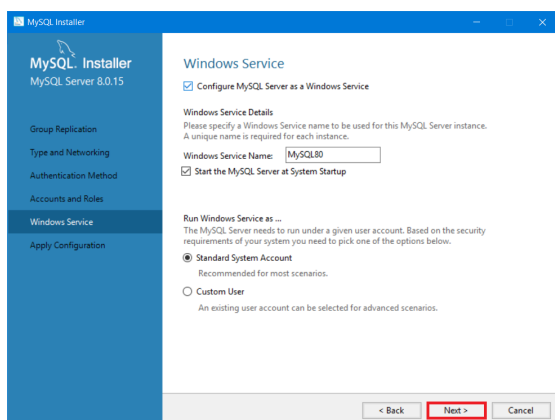 MySQL Installer
MySQL. Installer
MySQL Server 8.0.15
Group Replication
Type and Networking
Authentication Method
Accounts and Roles
Windows Service
Apply Configuration
Windows Service
Configure MySQL Server as a Windows Service
Windows Service Details
Please specify a Windows Service name to be used for this MySQL Server instance.
A unique name is required for each instance.
Windows Service Name: MySQL80
Start the MySQL Server at System Startup
Run Windows Service as ...
The MySQL Server needs to run under a given user account. Based on the security
requirements of your system you need to pick one of the options below.
Standard System Account
Recommended for most scenarios.
Custom User
An existing user account can be selected for advanced scenarios.
< Back Next > Cancel